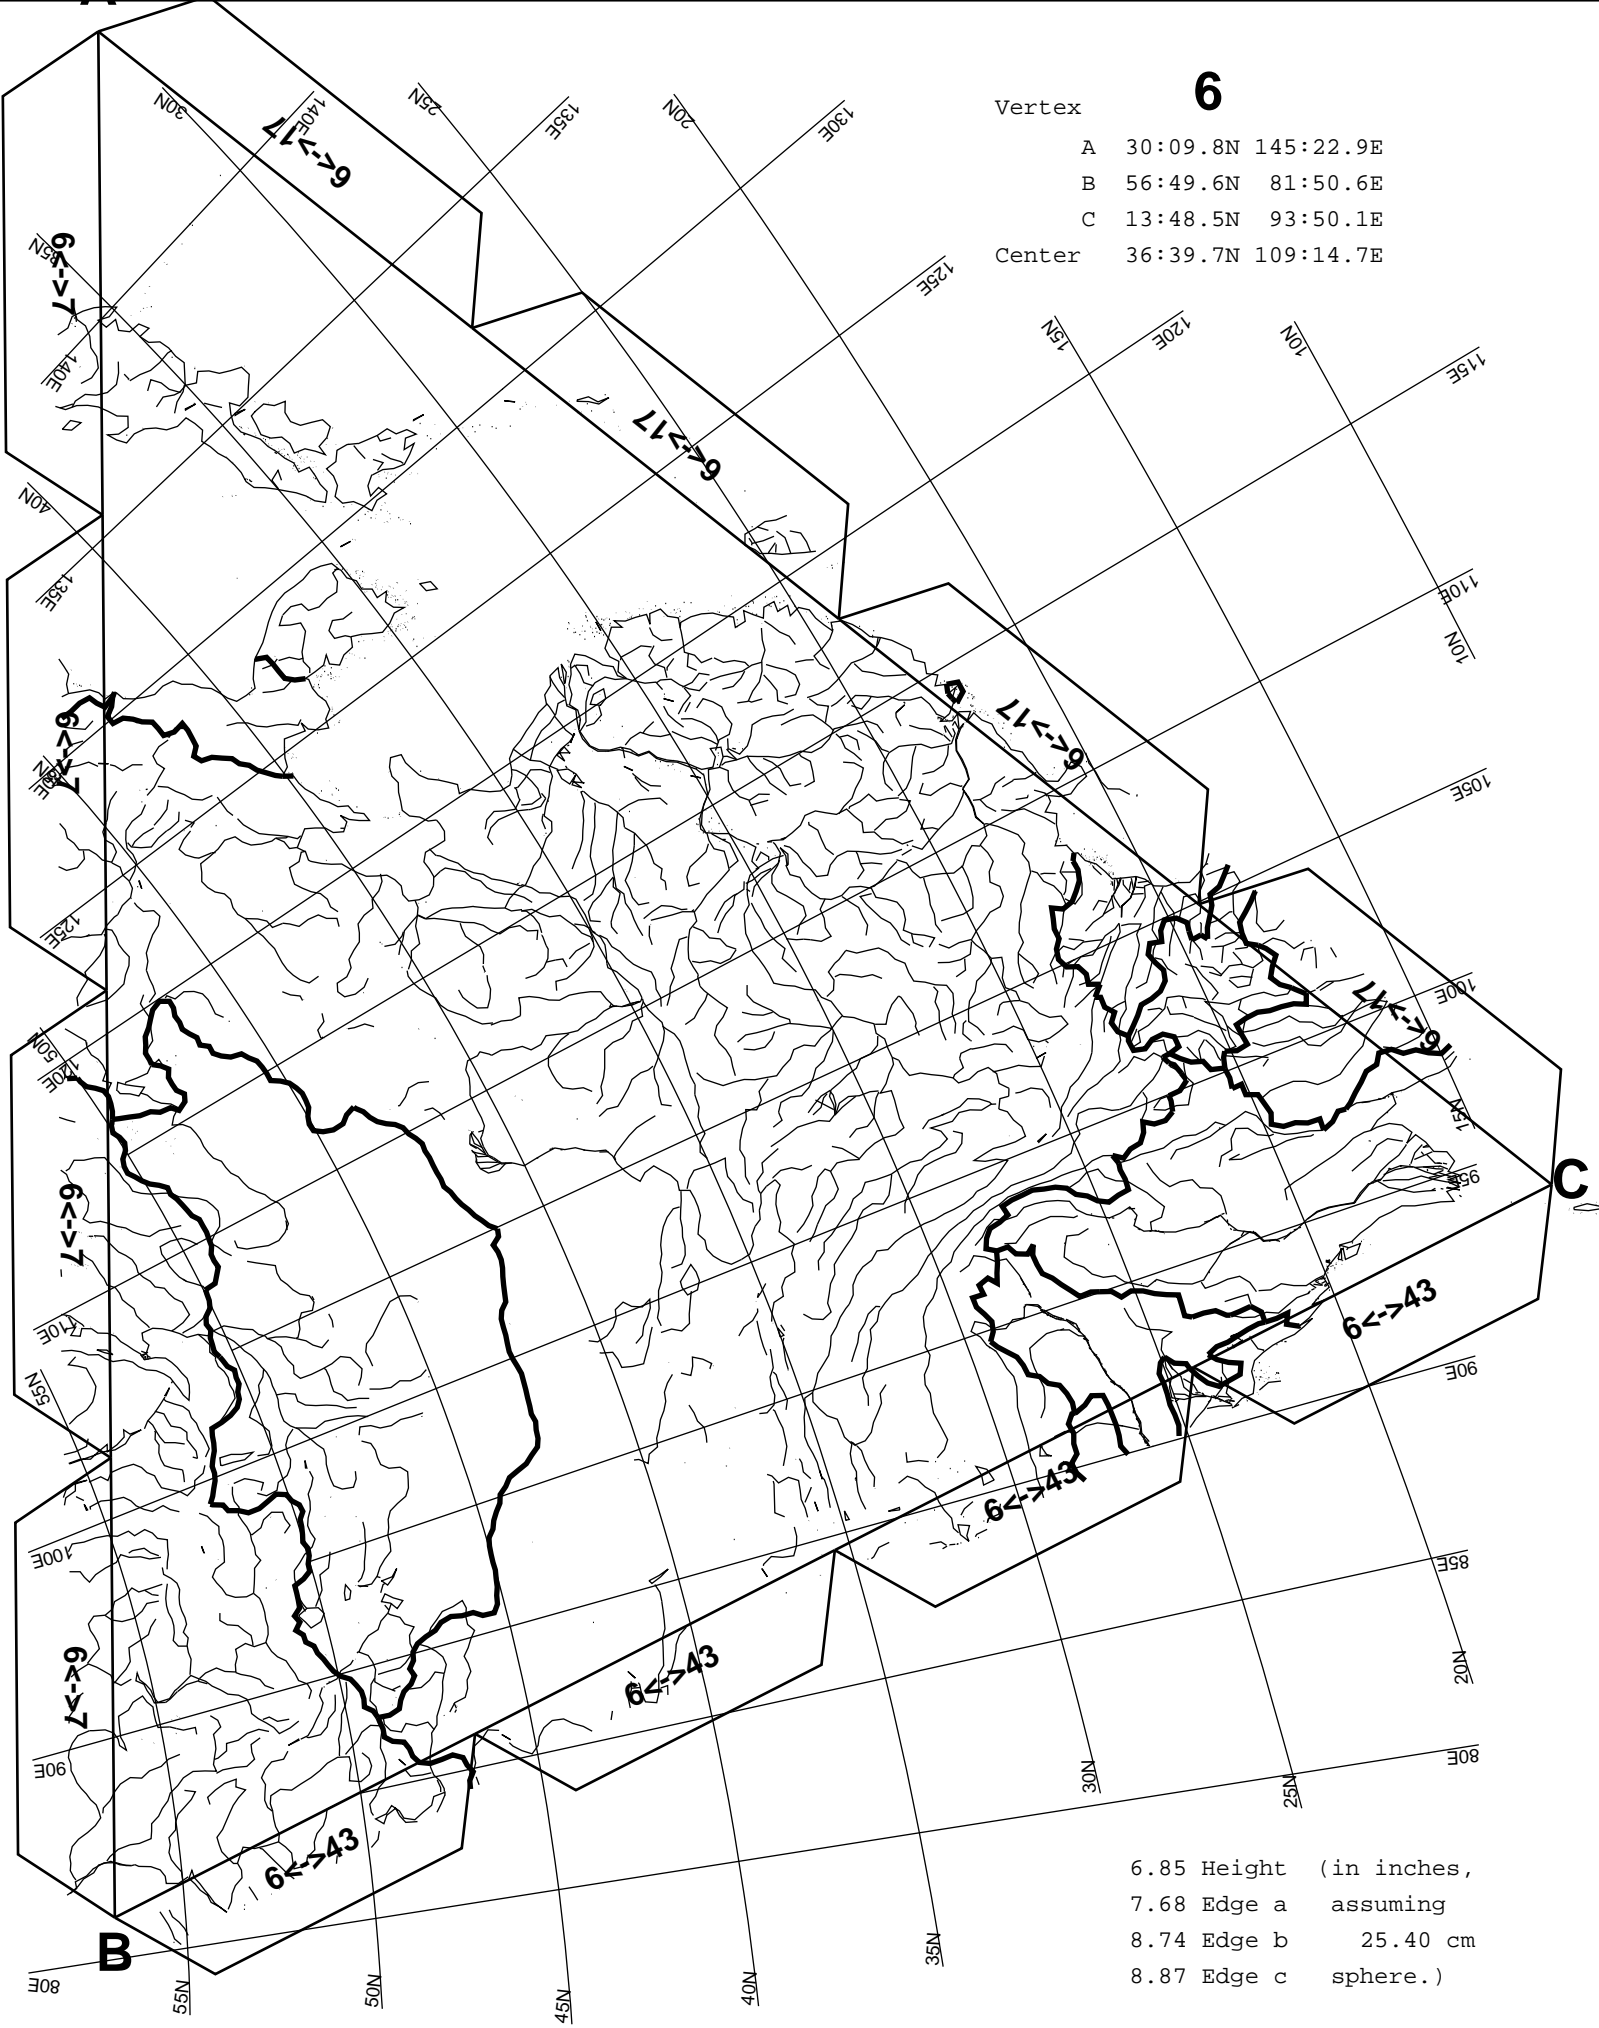 A
6
Vertex
A 30:09.8N 145:22.9E
B 56:49.6N 81:50.6E
C 13:48.5N 93:50.1E
Center 36:39.7N 109:14.7E
30N
140E
25N
135E
20N
130E
6<->17
35N
6<->7
125E
15N
120E
10N
115E
140E
6<->17
40N
135E
110E
10N
6<->7
6<->17
105E
125E
100E
6<->17
50N
120E
15N
95E
C
6<->7
6<->43
110E
55N
90E
6<->43
100E
85E
6<->43
20N
6<->7
90E
30N
25N
80E
6<->43
B
80E
55N
50N
45N
40N
35N
6.85 Height (in inches,
7.68 Edge a assuming
8.74 Edge b 25.40 cm
8.87 Edge c sphere.)